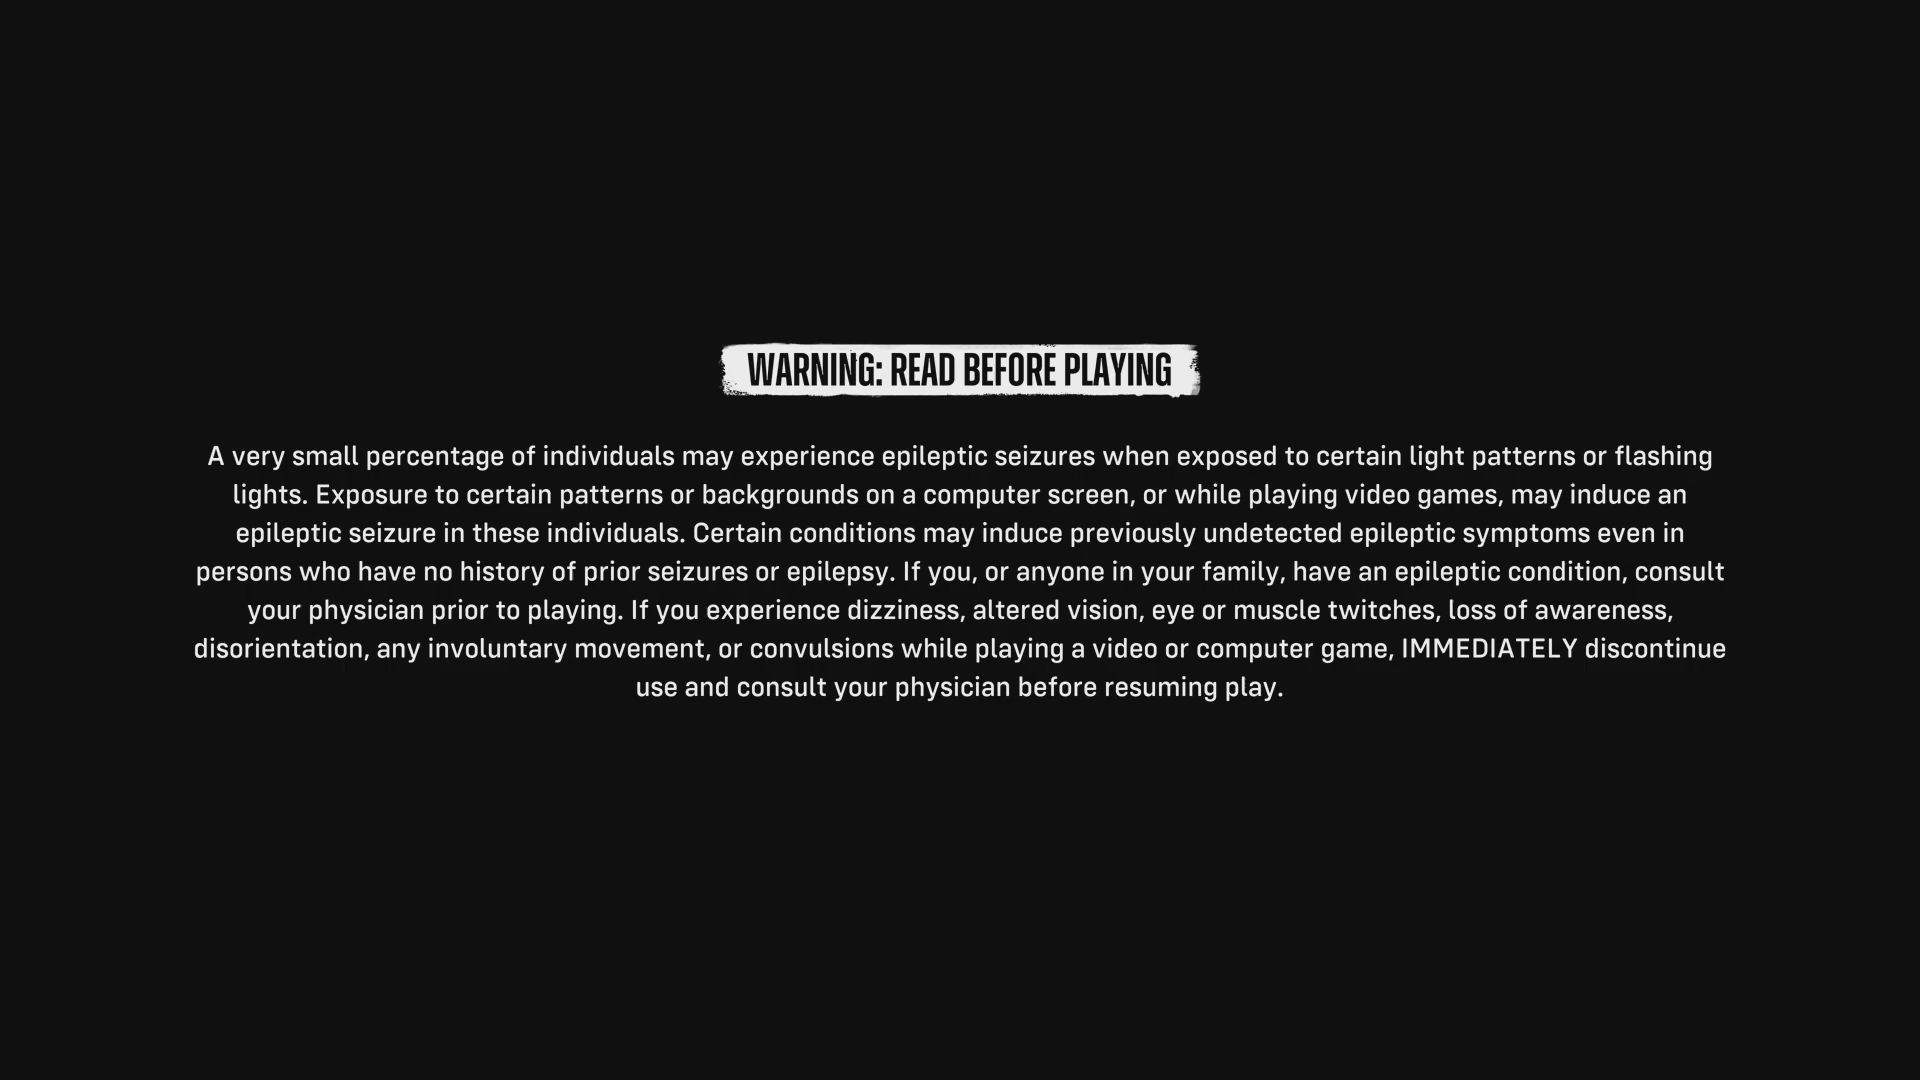 WARNING: READ BEFORE PLAYING
A very small percentage of individuals may experience epileptic seizures when exposed to certain light patterns or flashing
lights. Exposure to certain patterns or backgrounds on a computer screen, or while playing video games, may induce an
epileptic seizure in these individuals. Certain conditions may induce previously undetected epileptic symptoms even in
persons who have no history of prior seizures or epilepsy. If you, or anyone in your family, have an epileptic condition, consult
your physician prior to playing. If you experience dizziness, altered vision, eye or muscle twitches, loss of awareness,
disorientation, any involuntary movement, or convulsions while playing a video or computer game, IMMEDIATELY discontinue
use and consult your physician before resuming play.